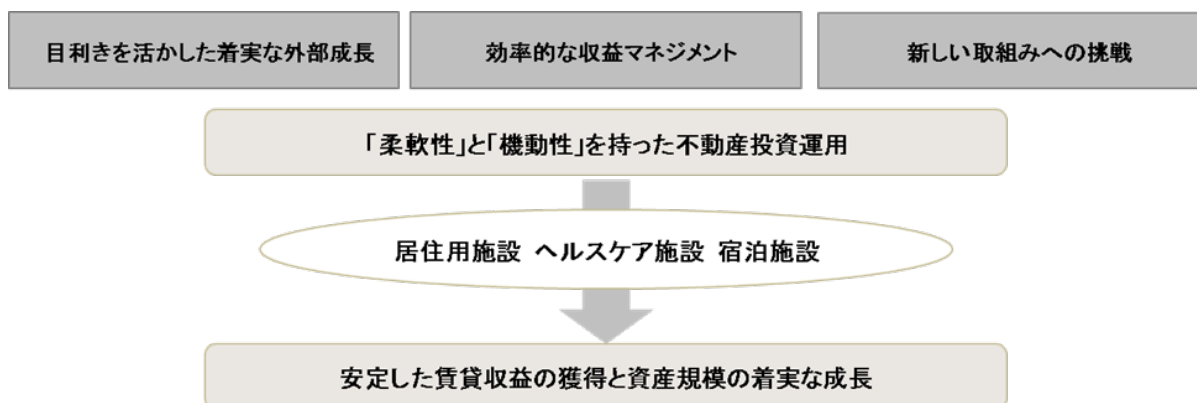 目利きを活かした着実な外部成長
効率的な収益マネジメント
新しい取組みへの挑戦
「柔軟性」と「機動性」を持った不動産投資運用
居住用施設 ヘルスケア施設 宿泊施設
安定した賃貸収益の獲得と資産規模の着実な成長